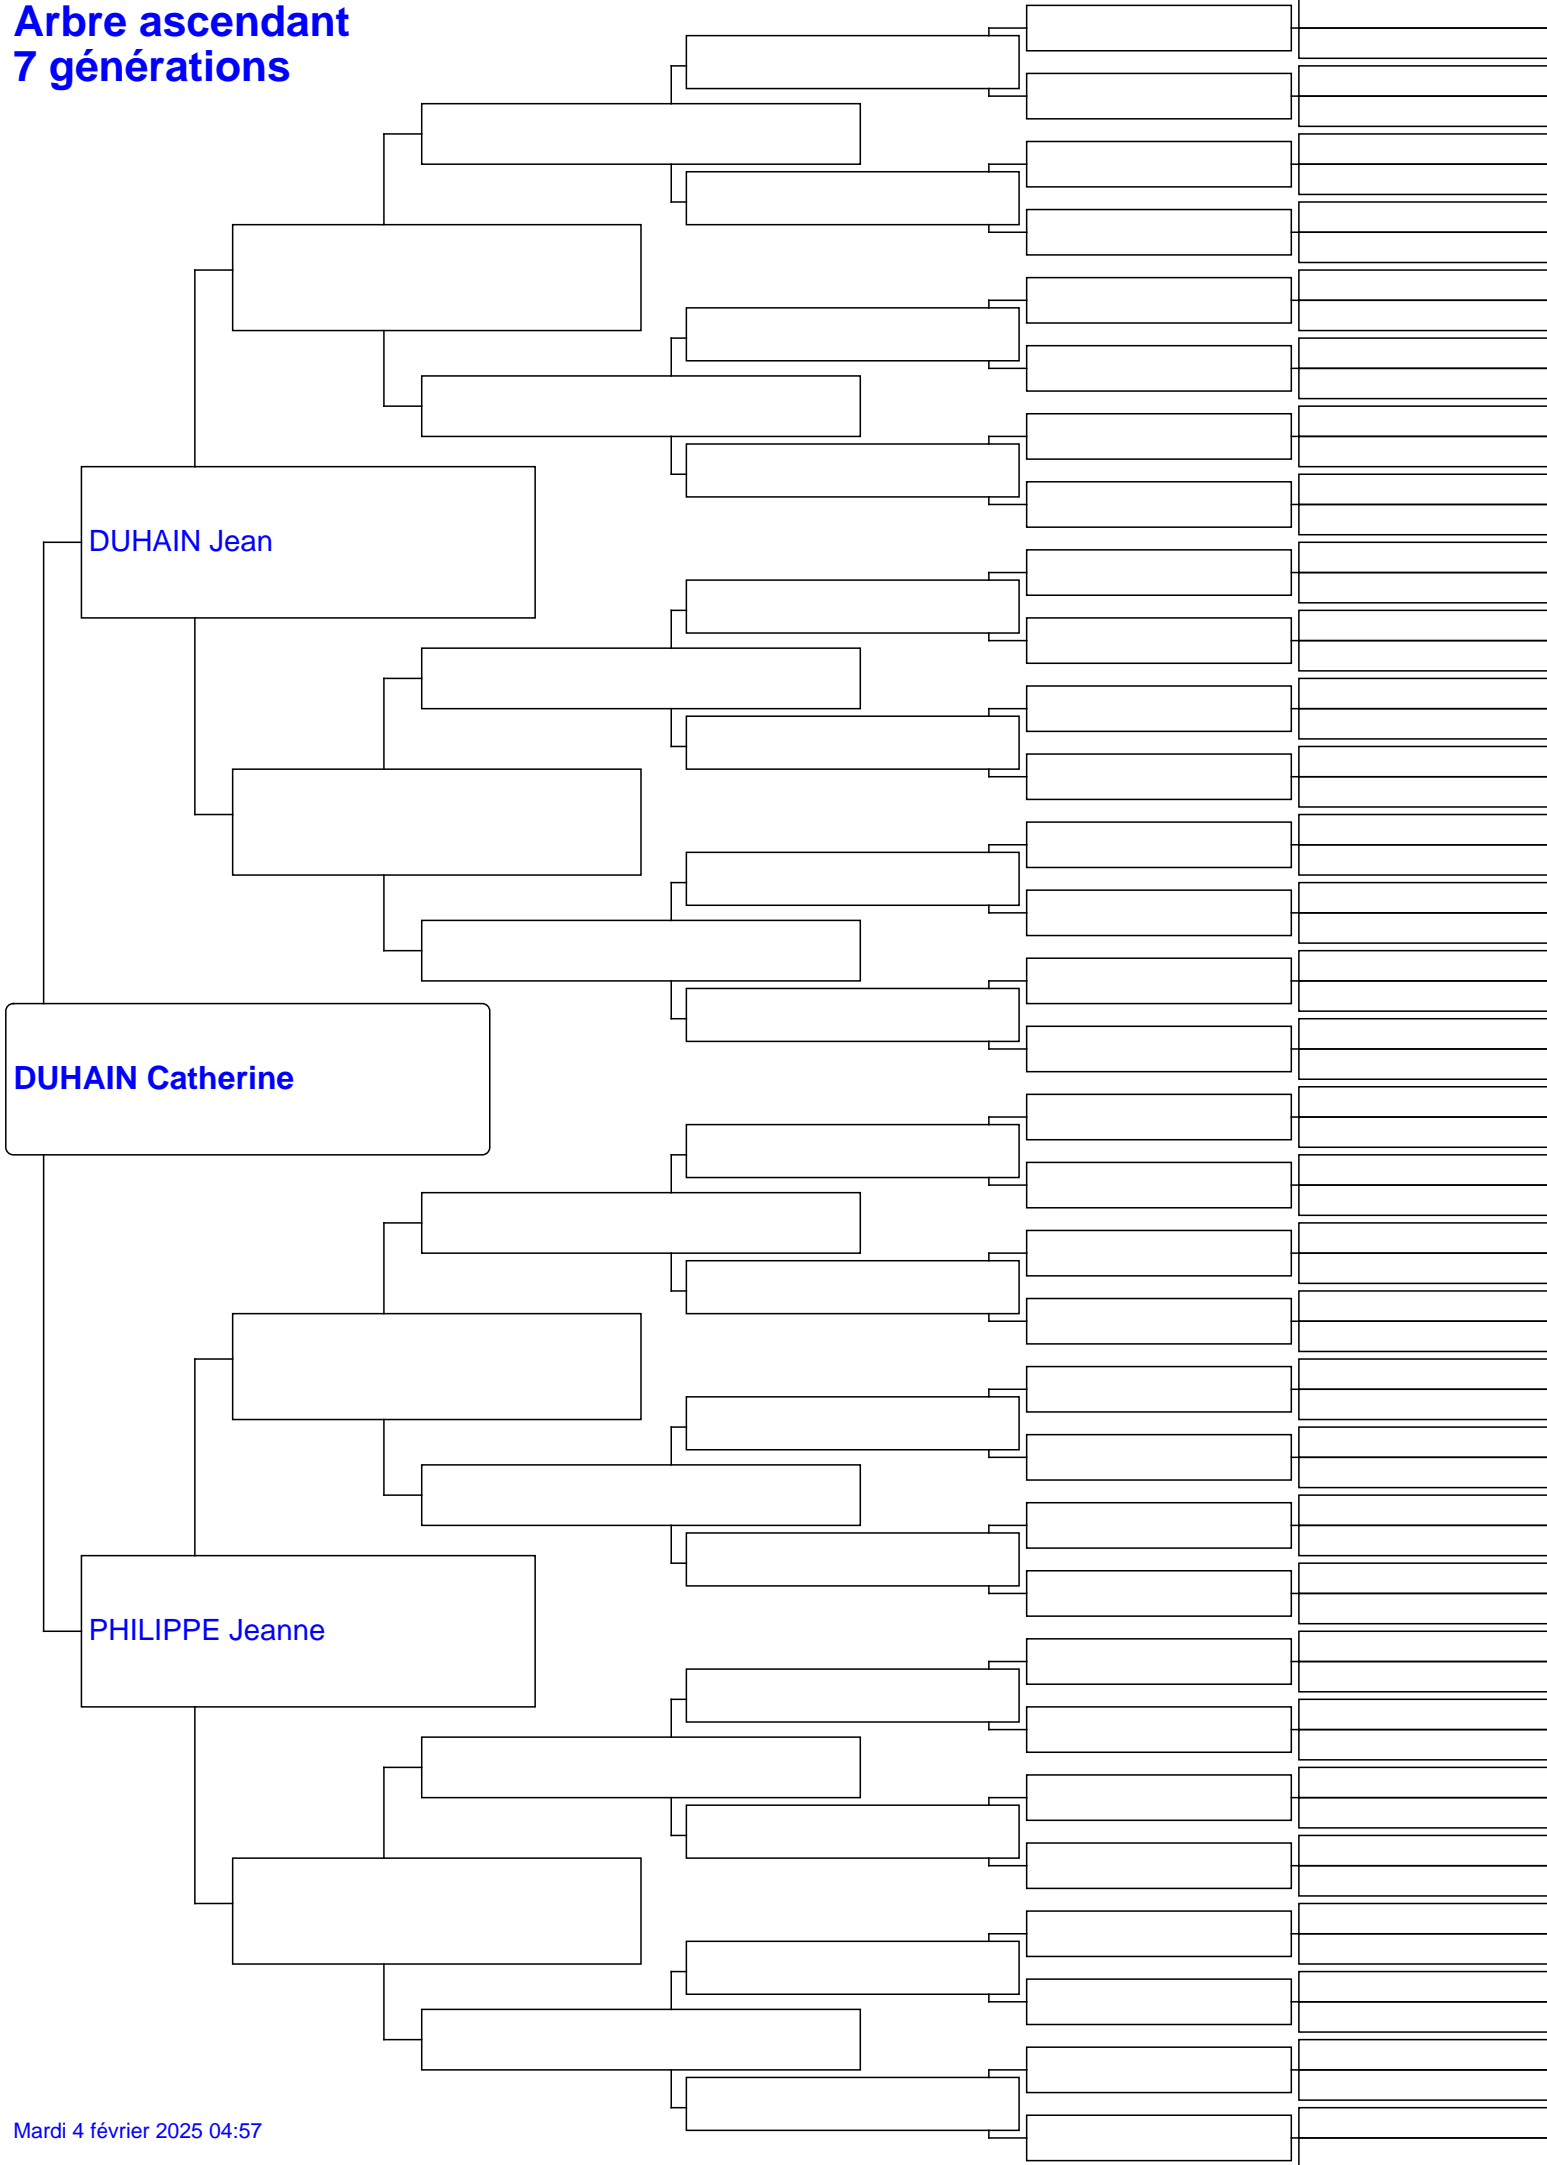 Arbre ascendant
7 générations
DUHAIN Jean
DUHAIN Catherine
PHILIPPE Jeanne
Mardi 4 février 2025 04:57